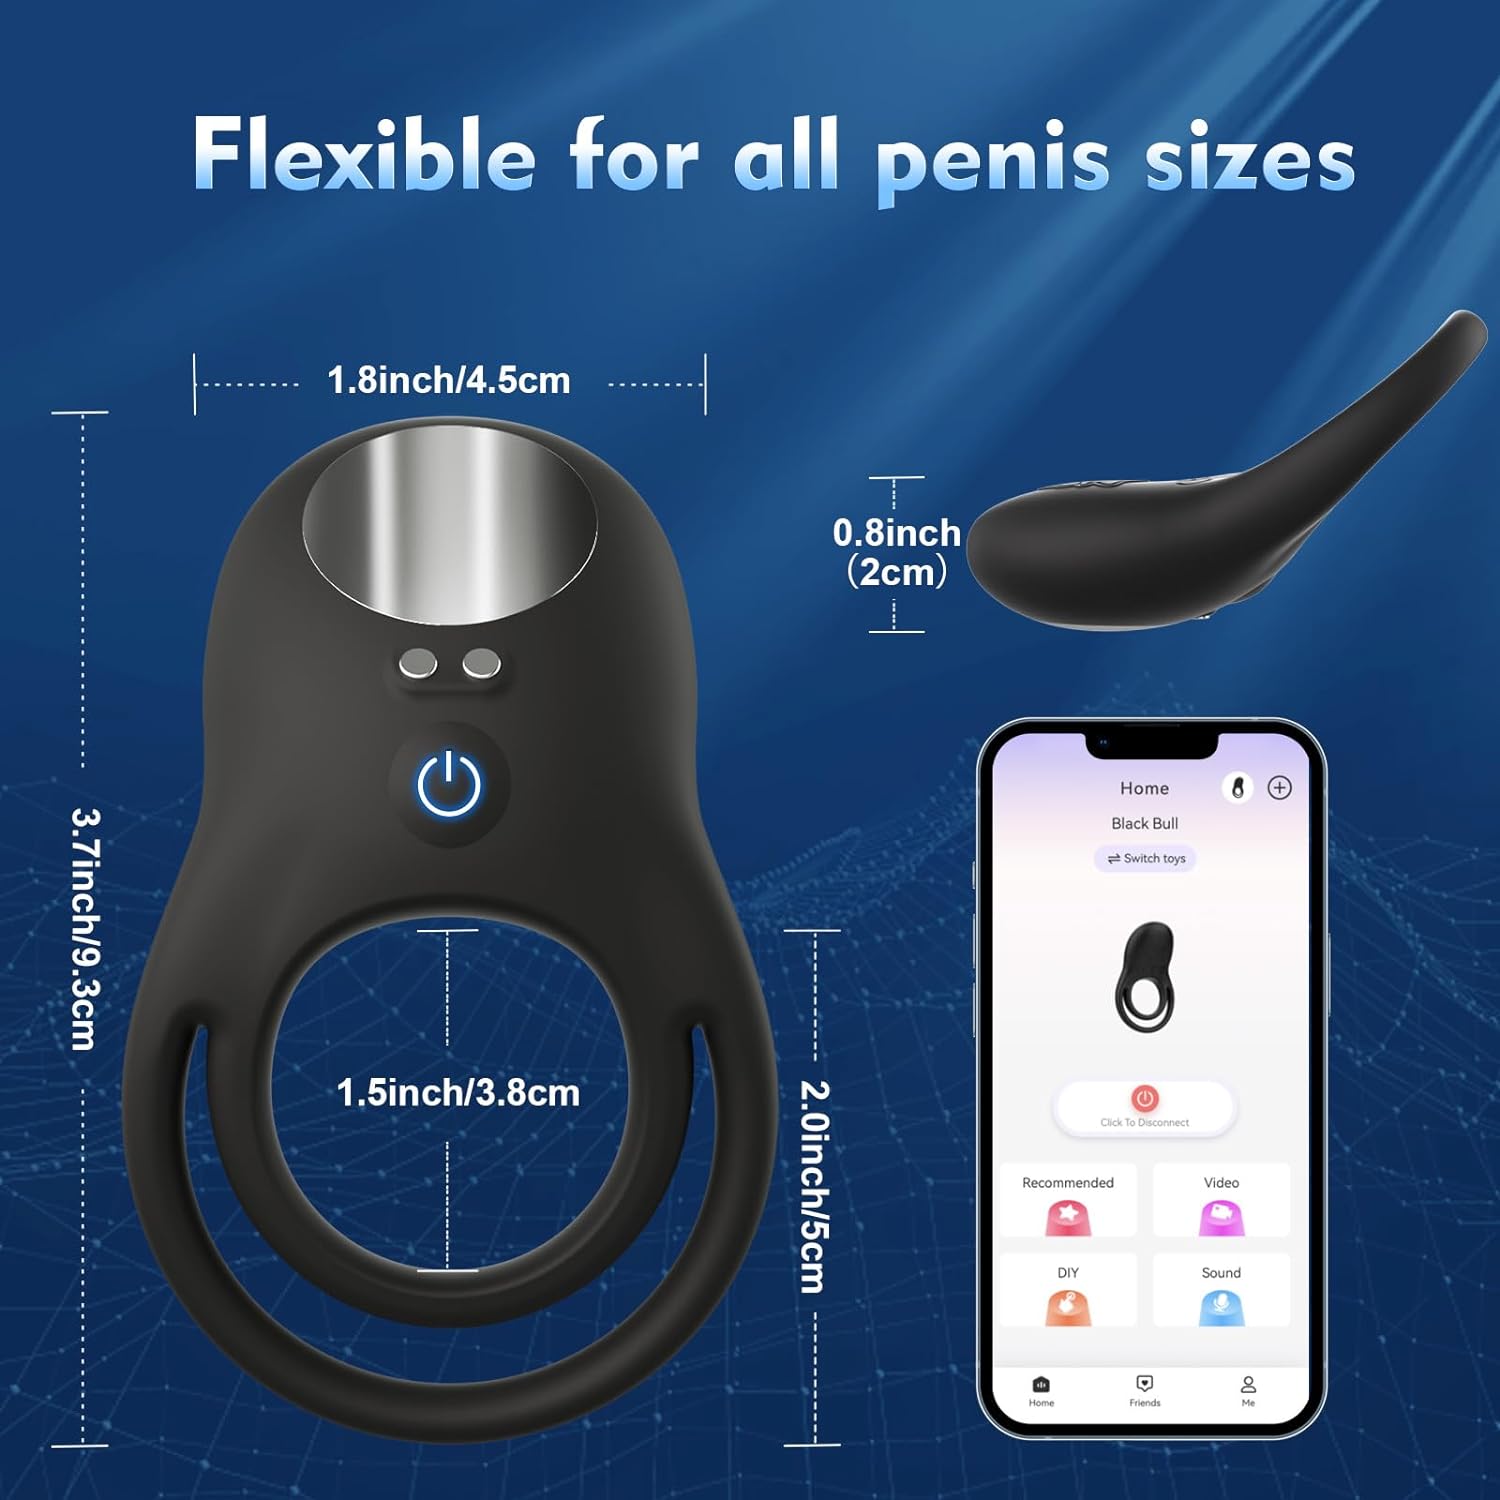 Flexible for all penis sizes
1.8inch/4.5cm
3.7inch/9.3cm
1.5inch/3.8cm
2.0inch/5cm
0.8inch
(2cm)
Home
Black Bull
Switch toys
Click To Disconnect
Recommended
Video
DIY
Sound
Home
Friends
Me